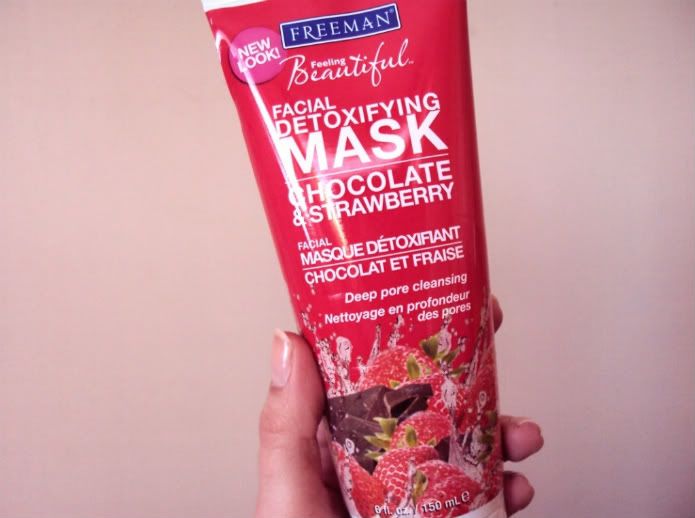 NEW
LOOK!
FREEMAN®
Feeling
Beautiful™
FACIAL
DETOXIFYING
MASK
CHOCOLATE
& STRAWBERRY
FACIAL
MASQUE DÉTOXIFIANT
CHOCOLAT ET FRAISE
Deep pore cleansing
Nettoyage en profondeur
des pores
6 fl. oz. / 150 mL ℮